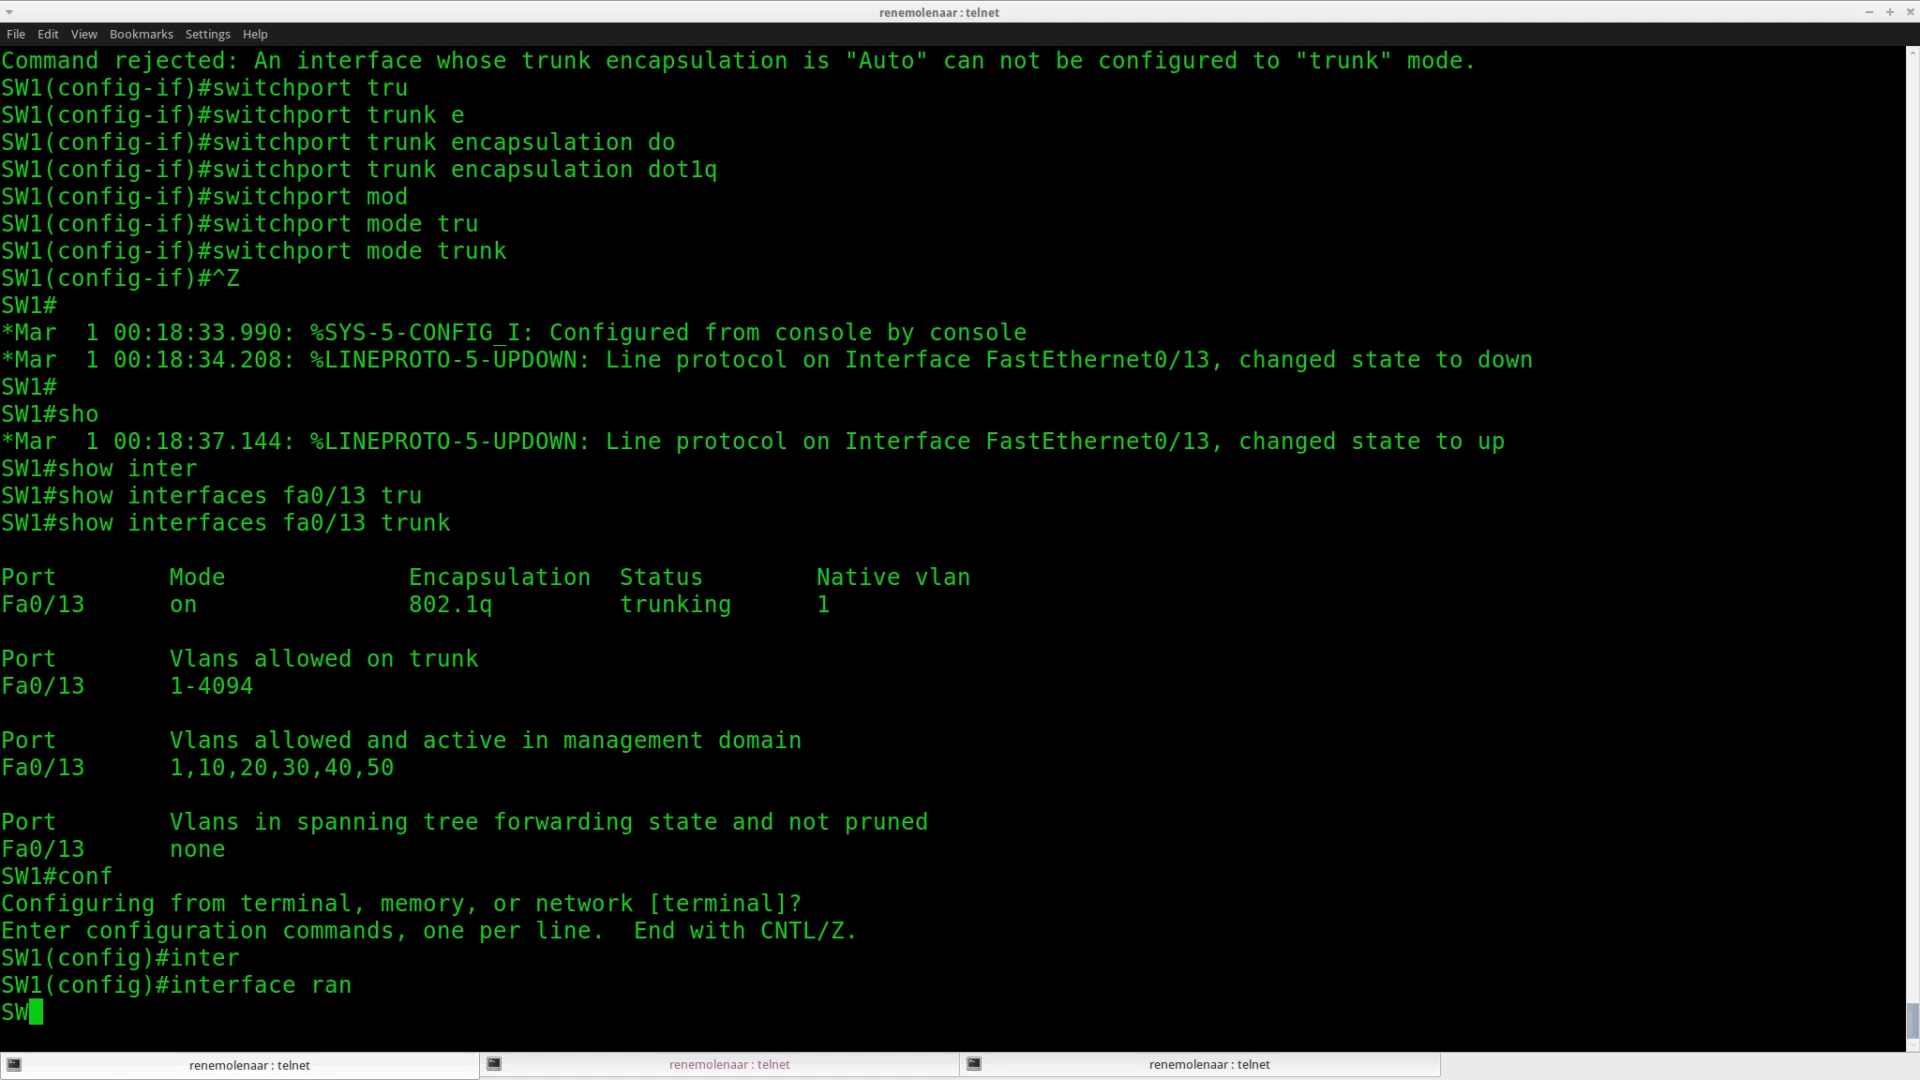 renemolenaar : telnet
File Edit View Bookmarks Settings Help
Command rejected: An interface whose trunk encapsulation is "Auto" can not be configured to "trunk" mode.
SW1(config-if)#switchport tru
SW1(config-if)#switchport trunk e
SW1(config-if)#switchport trunk encapsulation do
SW1(config-if)#switchport trunk encapsulation dot1q
SW1(config-if)#switchport mod
SW1(config-if)#switchport mode tru
SW1(config-if)#switchport mode trunk
SW1(config-if)#^Z
SW1#
*Mar  1 00:18:33.990: %SYS-5-CONFIG_I: Configured from console by console
*Mar  1 00:18:34.208: %LINEPROTO-5-UPDOWN: Line protocol on Interface FastEthernet0/13, changed state to down
SW1#
SW1#sho
*Mar  1 00:18:37.144: %LINEPROTO-5-UPDOWN: Line protocol on Interface FastEthernet0/13, changed state to up
SW1#show inter
SW1#show interfaces fa0/13 tru
SW1#show interfaces fa0/13 trunk
Port        Mode             Encapsulation  Status        Native vlan
Fa0/13      on               802.1q         trunking      1
Port        Vlans allowed on trunk
Fa0/13      1-4094
Port        Vlans allowed and active in management domain
Fa0/13      1,10,20,30,40,50
Port        Vlans in spanning tree forwarding state and not pruned
Fa0/13      none
SW1#conf
Configuring from terminal, memory, or network [terminal]?
Enter configuration commands, one per line.  End with CNTL/Z.
SW1(config)#inter
SW1(config)#interface ran
SW
renemolenaar : telnet
renemolenaar : telnet
renemolenaar : telnet